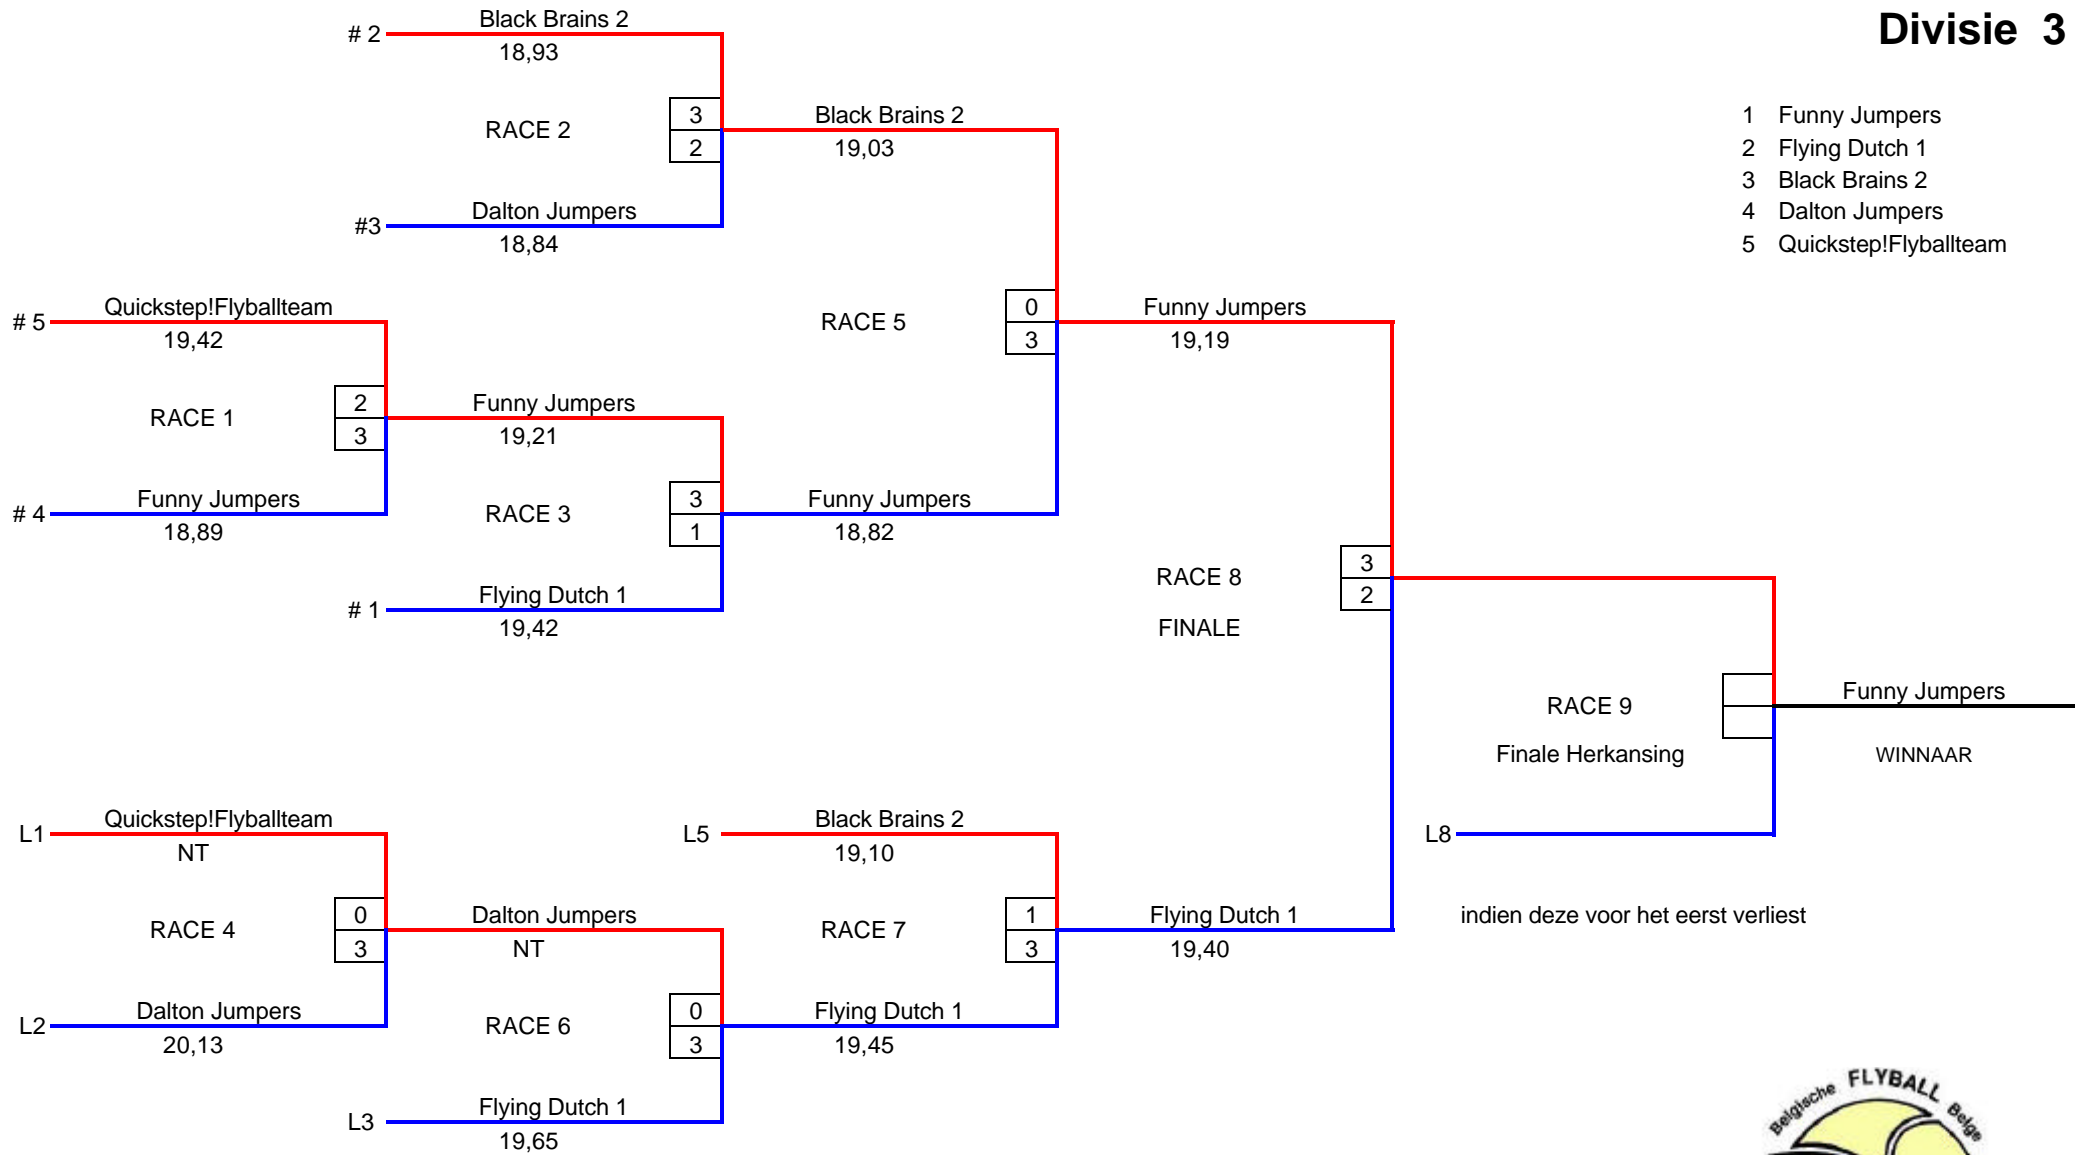 Divisie 3
1 Funny Jumpers
2 Flying Dutch 1
3 Black Brains 2
4 Dalton Jumpers
5 Quickstep!Flyballteam
# 2 Black Brains 2
18,93
RACE 2 3
2
#3 Dalton Jumpers
18,84
Black Brains 2
19,03
# 5 Quickstep!Flyballteam
19,42
RACE 1 2
3
# 4 Funny Jumpers
18,89
Funny Jumpers
19,21
RACE 3 3
1
# 1 Flying Dutch 1
19,42
Funny Jumpers
18,82
RACE 5 0
3
Funny Jumpers
19,19
RACE 8 3
2
FINALE
RACE 9
Finale Herkansing
Funny Jumpers
WINNAAR
L8
indien deze voor het eerst verliest
L1 Quickstep!Flyballteam
NT
RACE 4 0
3
L2 Dalton Jumpers
20,13
Dalton Jumpers
NT
RACE 6 0
3
L3 Flying Dutch 1
19,65
L5 Black Brains 2
19,10
RACE 7 1
3
Flying Dutch 1
19,45
Flying Dutch 1
19,40
Belgische FLYBALL Belge